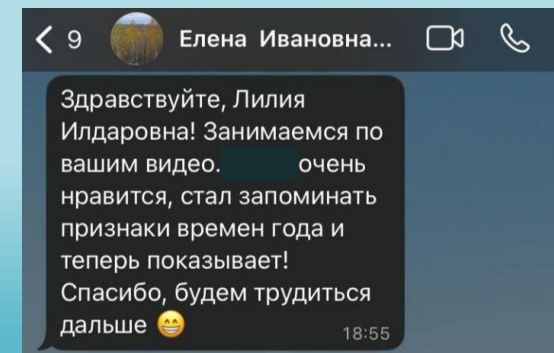 9 Елена Ивановна...
Здравствуйте, Лилия
Илдаровна! Занимаемся по
вашим видео. очень
нравится, стал запоминать
признаки времен года и
теперь показывает!
Спасибо, будем трудиться
дальше 😁
18:55